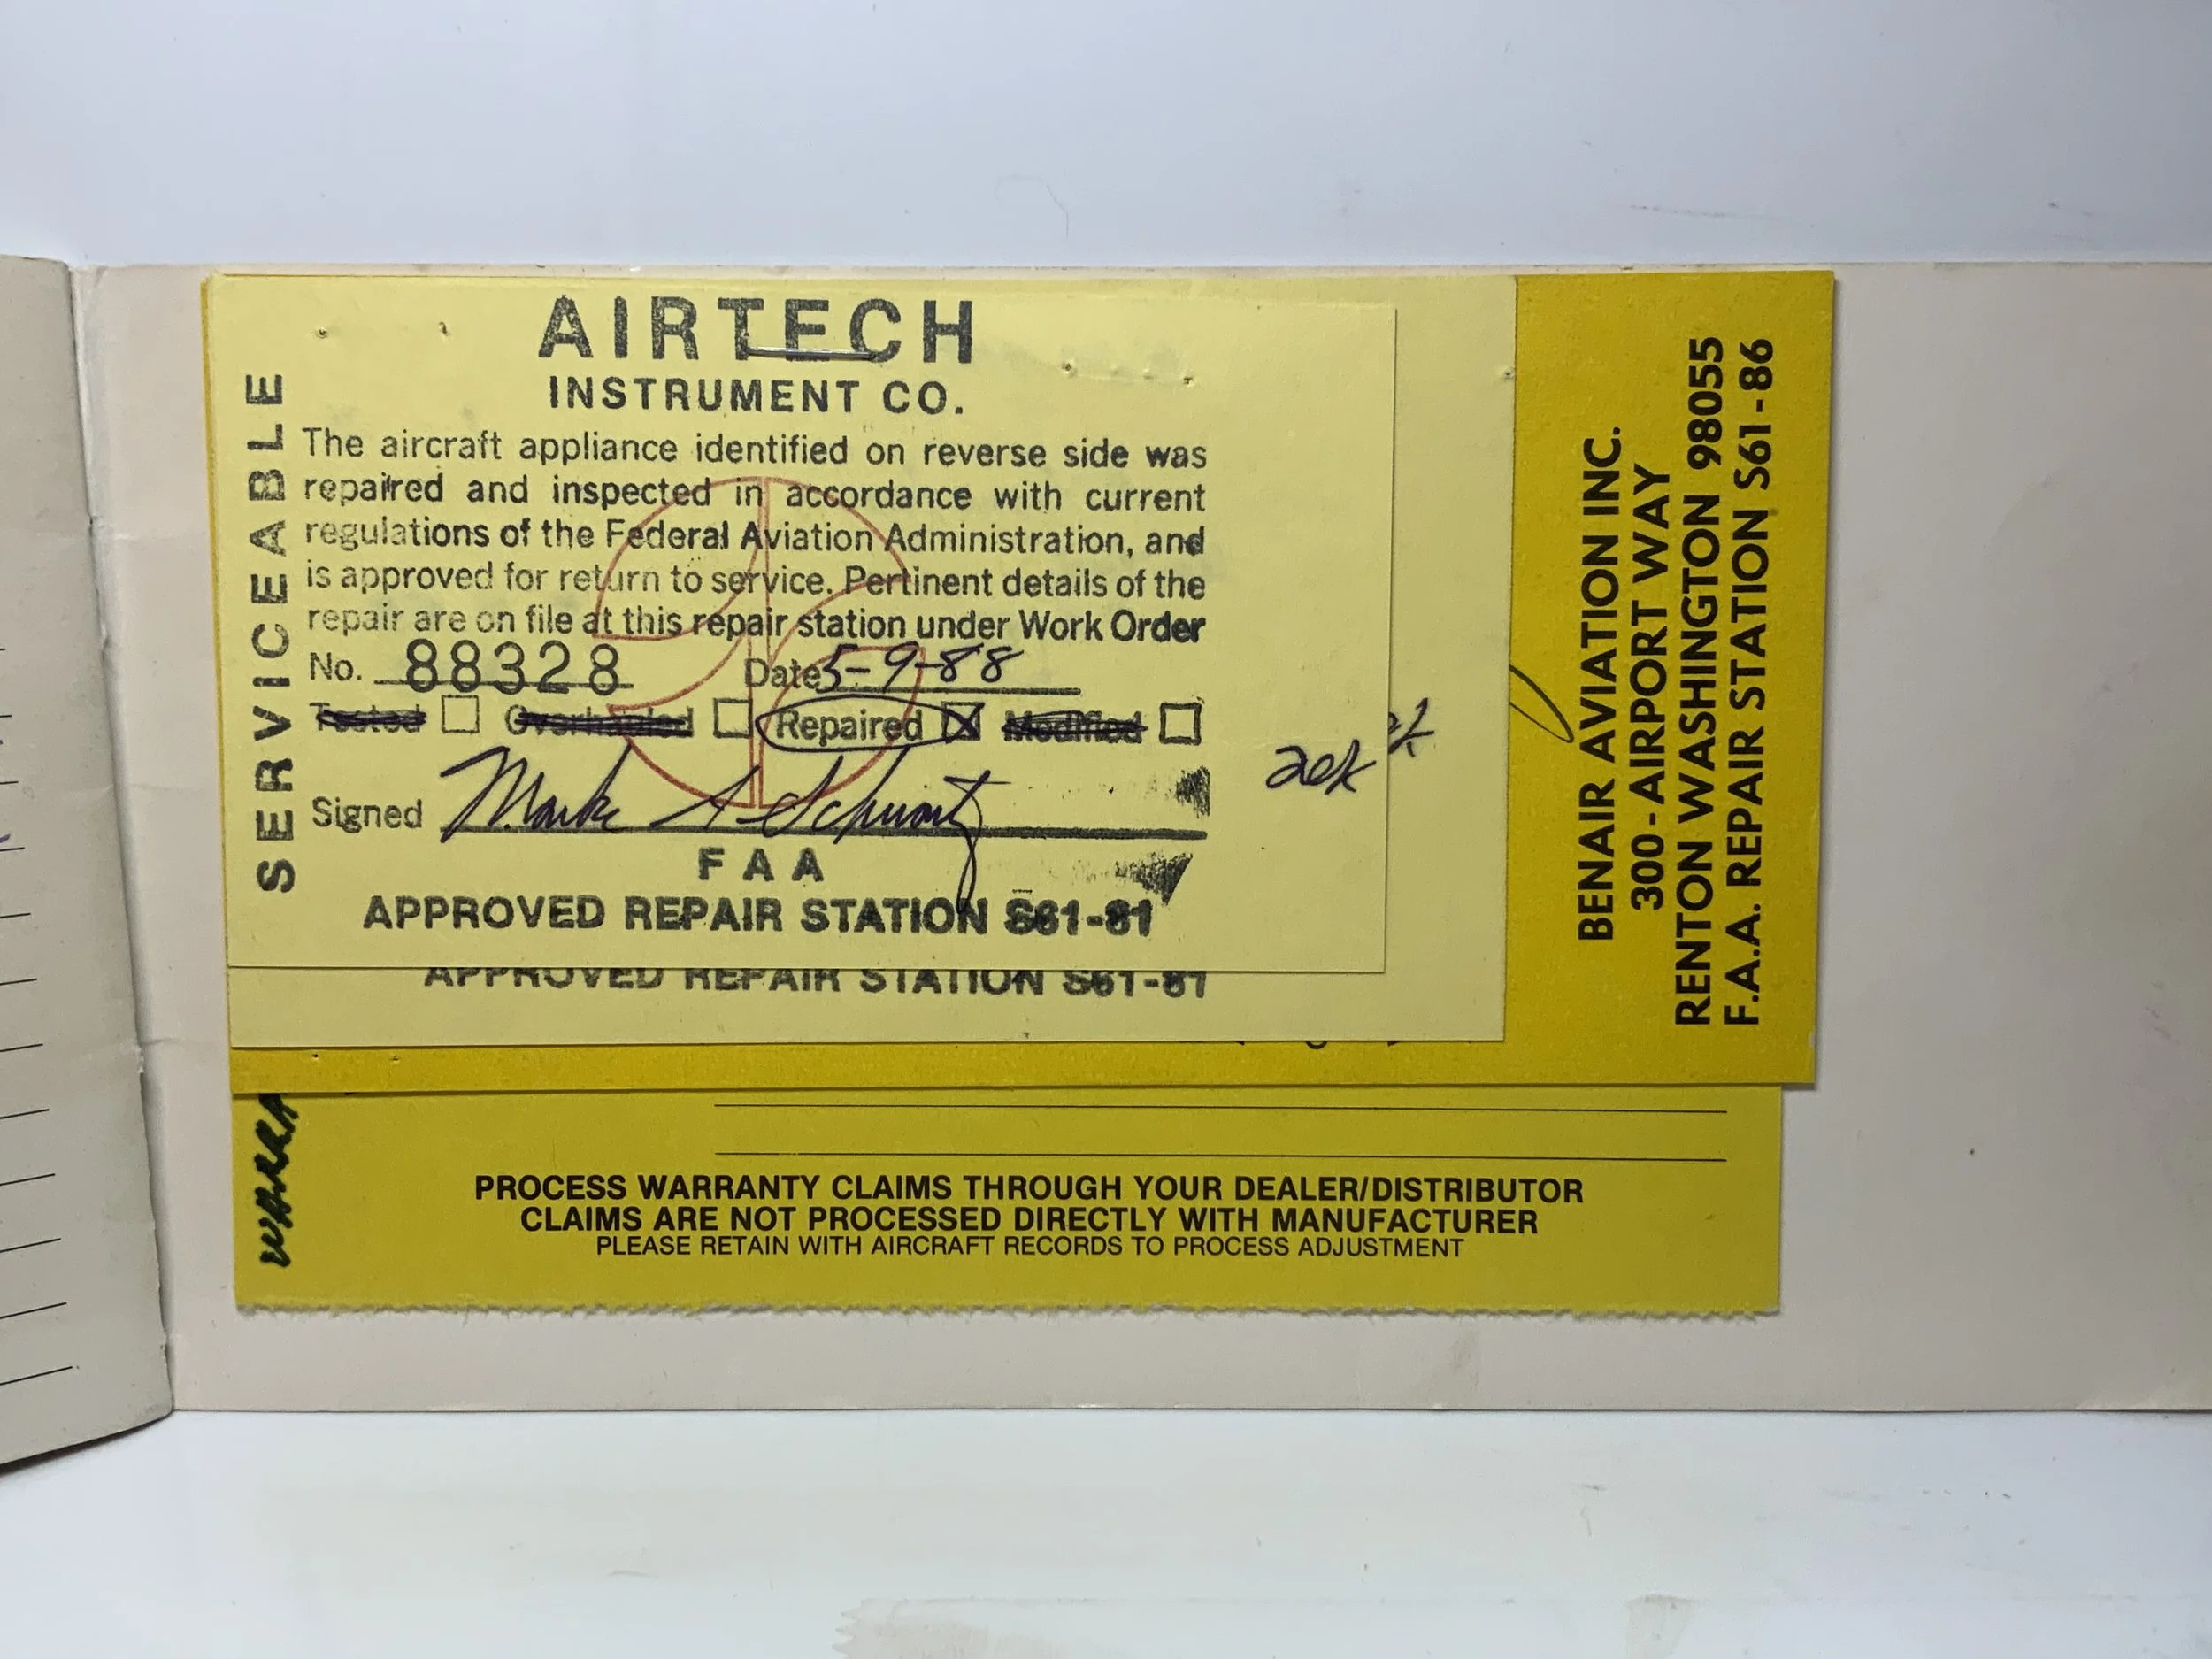 AIRTECH
INSTRUMENT CO.
SERVICEABLE
The aircraft appliance identified on reverse side was
repaired and inspected in accordance with current
regulations of the Federal Aviation Administration, and
is approved for return to service. Pertinent details of the
repair are on file at this repair station under Work Order
No. 88328 Date 5-9-88
Tested Overhauled Repaired Modified
Signed Mark A Schwartz
FAA
APPROVED REPAIR STATION S61-81
APPROVED REPAIR STATION S61-81
BENAIR AVIATION INC.
300-AIRPORT WAY
RENTON WASHINGTON 98055
F.A.A. REPAIR STATION S61-86
WARRA
PROCESS WARRANTY CLAIMS THROUGH YOUR DEALER/DISTRIBUTOR
CLAIMS ARE NOT PROCESSED DIRECTLY WITH MANUFACTURER
PLEASE RETAIN WITH AIRCRAFT RECORDS TO PROCESS ADJUSTMENT